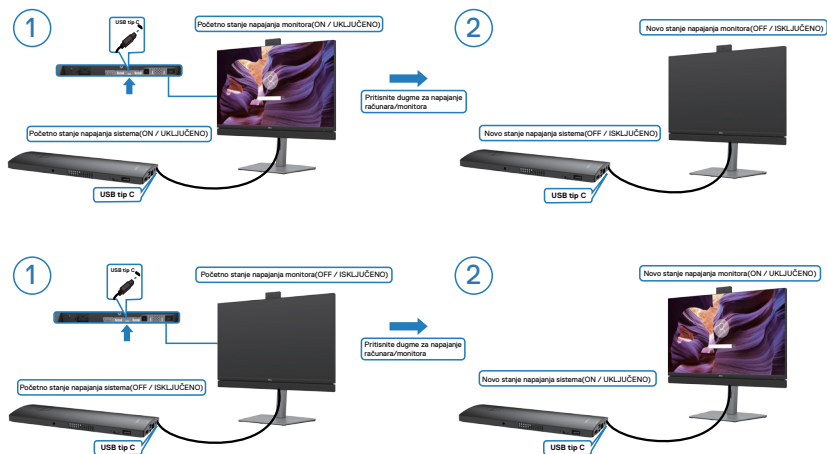 1
USB tip C
Početno stanje napajanja monitora(ON / UKLJUČENO)
2
Novo stanje napajanja monitora(OFF / ISKLJUČENO)
Pritisnite dugme za napajanje
računara/monitora
Početno stanje napajanja sistema(ON / UKLJUČENO)
Novo stanje napajanja sistema(OFF / ISKLJUČENO)
USB tip C
USB tip C
1
USB tip C
Početno stanje napajanja monitora(OFF / ISKLJUČENO)
2
Novo stanje napajanja monitora(ON / UKLJUČENO)
Pritisnite dugme za napajanje
računara/monitora
Početno stanje napajanja sistema(OFF / ISKLJUČENO)
Novo stanje napajanja sistema(ON / UKLJUČENO)
USB tip C
USB tip C